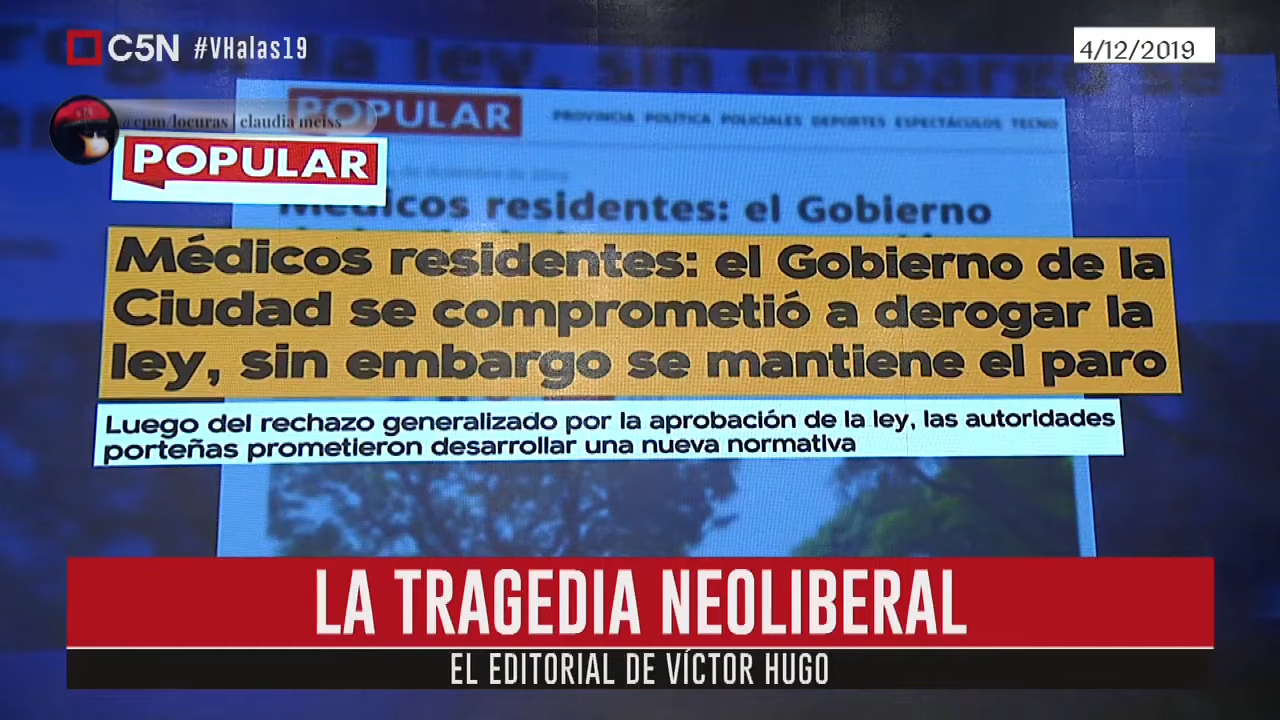 C5N #VHalas19
4/12/2019
@cpm/locuras | claudia meiss
POPULAR
PROVINCIA POLÍTICA POLICIALES DEPORTES ESPECTÁCULOS TECNO
POPULAR
Médicos residentes: el Gobierno
Médicos residentes: el Gobierno de la
Ciudad se comprometió a derogar la
ley, sin embargo se mantiene el paro
Luego del rechazo generalizado por la aprobación de la ley, las autoridades
porteñas prometieron desarrollar una nueva normativa
LA TRAGEDIA NEOLIBERAL
EL EDITORIAL DE VÍCTOR HUGO